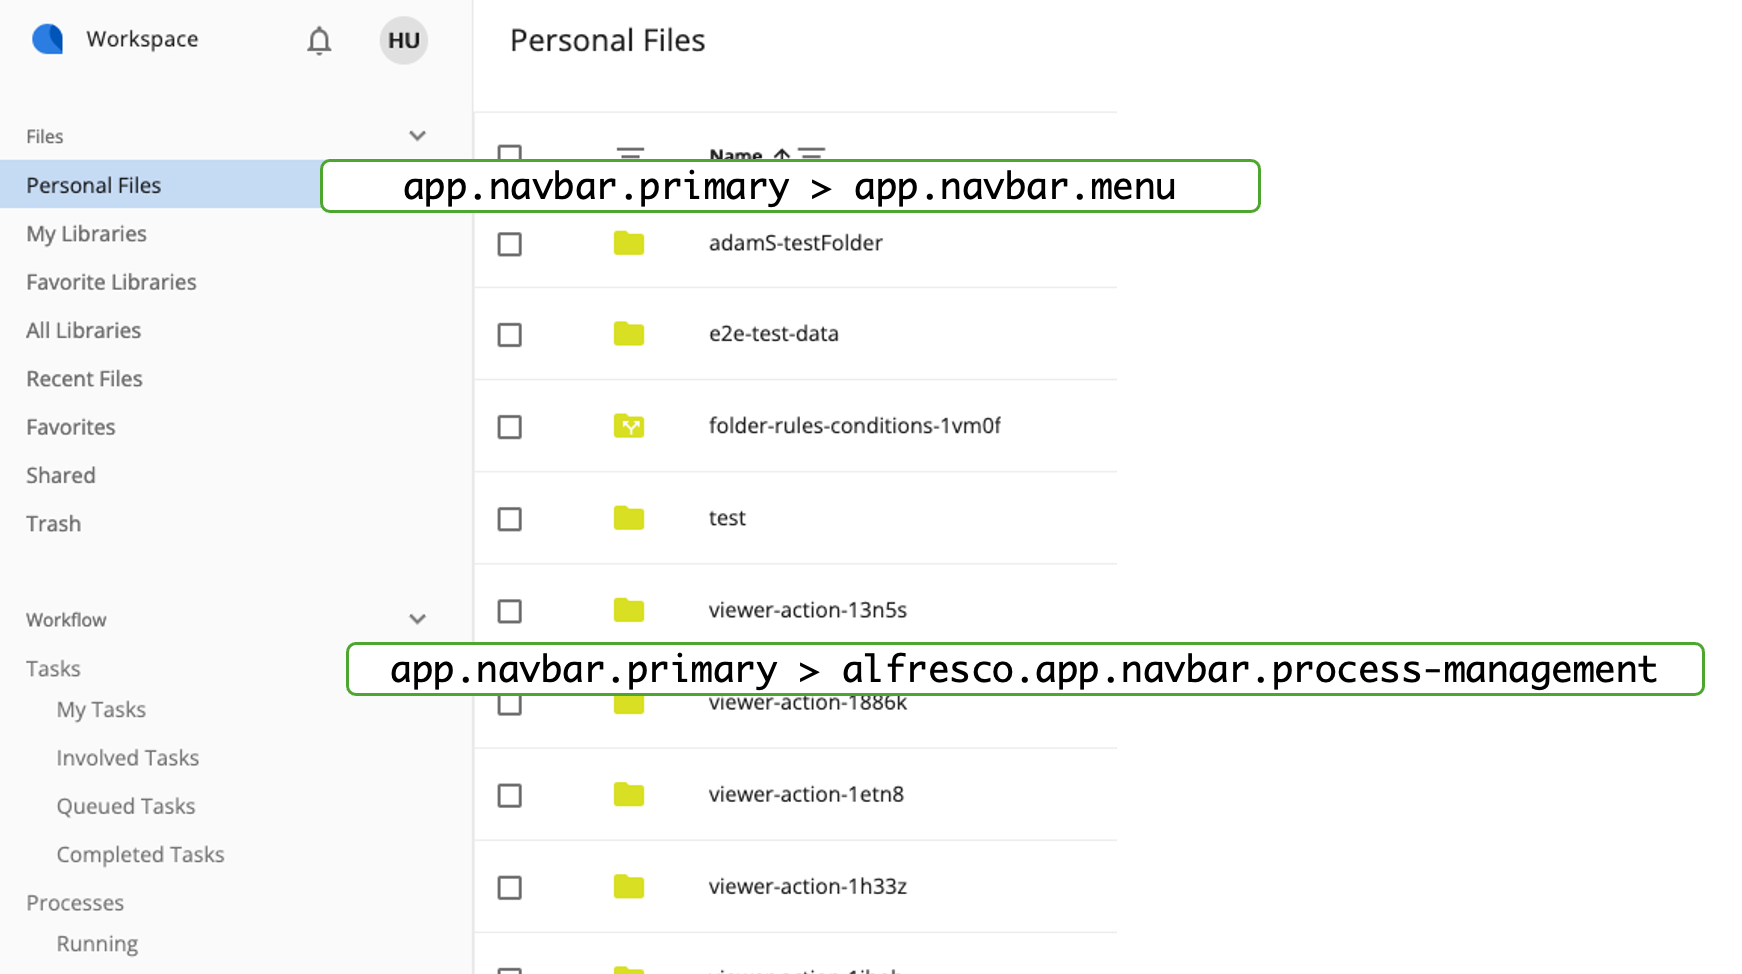 Workspace
HU
Personal Files
Files
Name
Personal Files
app.navbar.primary > app.navbar.menu
My Libraries
adamS-testFolder
Favorite Libraries
All Libraries
e2e-test-data
Recent Files
Favorites
folder-rules-conditions-1vm0f
Shared
Trash
test
Workflow
viewer-action-13n5s
Tasks
app.navbar.primary > alfresco.app.navbar.process-management
My Tasks
viewer-action-1886k
Involved Tasks
Queued Tasks
viewer-action-1etn8
Completed Tasks
Processes
viewer-action-1h33z
Running